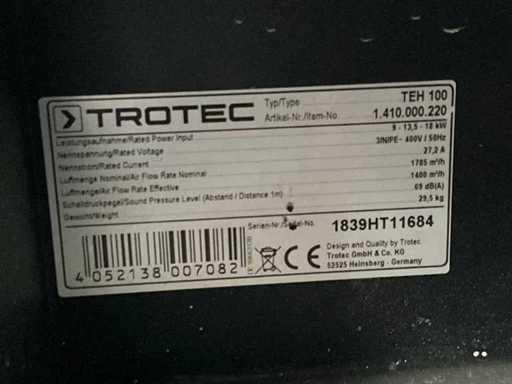 TROTEC
Typ/Type TEH 100
Artikel-Nr./Item-No 1.410.000.220
Leistungsaufnahme/Rated Power Input 9 - 13,5 - 18 kW
Nennspannung/Rated Voltage 3/N/PE~ 400V / 50Hz
Nennstrom/Rated Current 27,2 A
Luftmenge Nominal/Air Flow Rate Nominal 1785 m³/h
Luftmenge/Air Flow Rate Effective 1400 m³/h
Schalldruckpegel/Sound Pressure Level (Abstand / Distance 1m) 69 dB(A)
Gewicht/Weight 29,5 kg
Serien-Nr./Serial-No. 1839HT11684
4 052138 007082
CE
Design and Quality by Trotec
Trotec GmbH & Co. KG
52525 Heinsberg - Germany